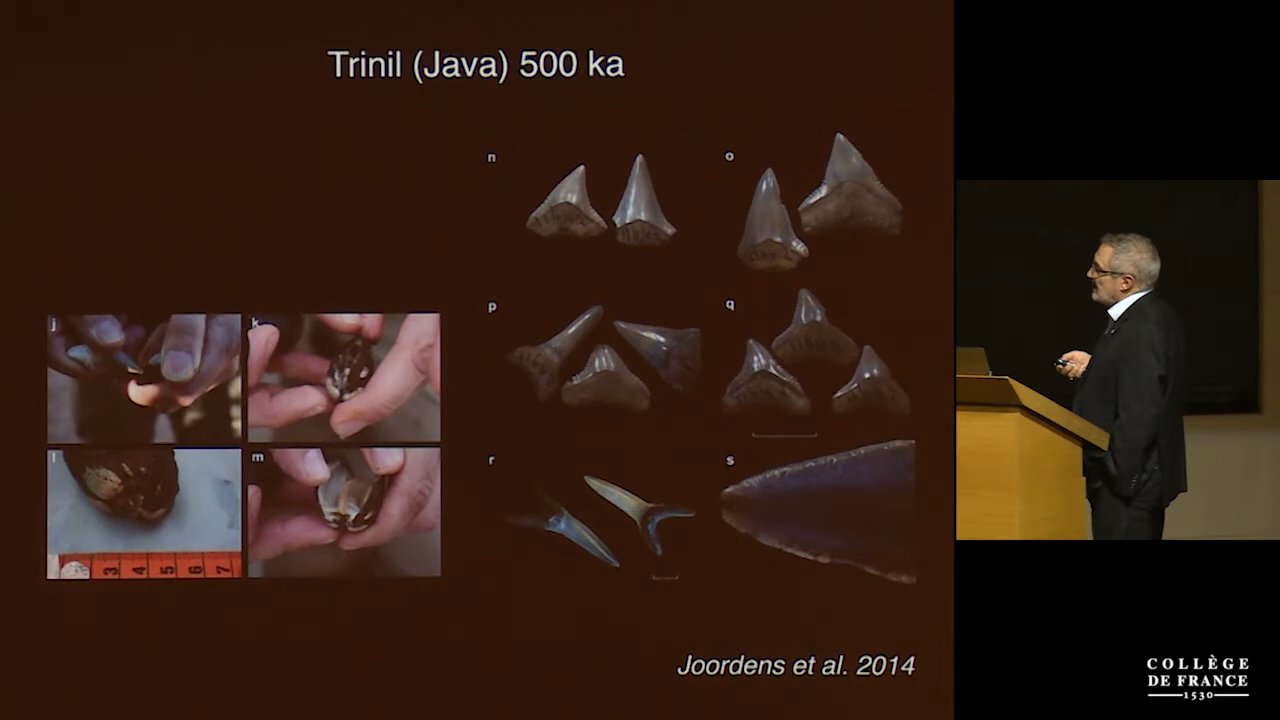 Trinil (Java) 500 ka
n
o
p
q
j
k
l
m
r
s
3 4 5 6 7
Joordens et al. 2014
COLLÈGE
DE FRANCE
1530